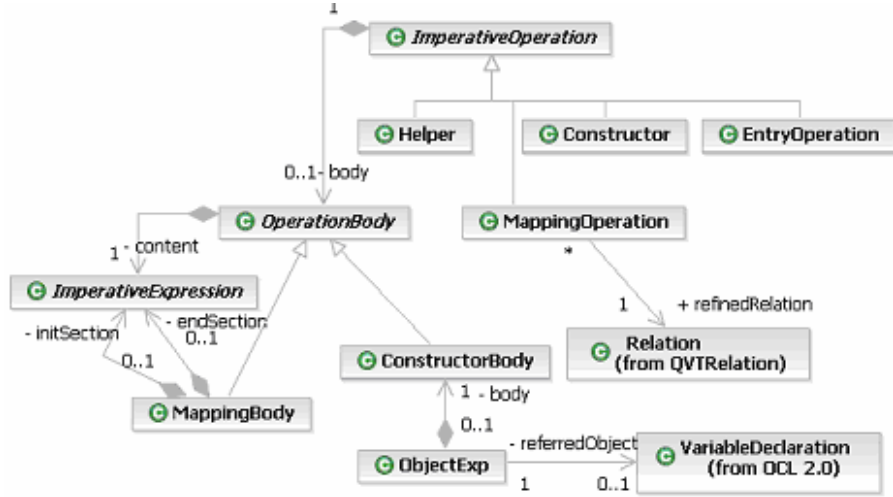 1
ImperativeOperation
Helper
Constructor
EntryOperation
0..1 - body
OperationBody
MappingOperation
- content
1
*
ImperativeExpression
- endSection
- initSection
0..1
0..1
1
+ refinedRelation
Relation
(from QVTRelation)
ConstructorBody
1
- body
MappingBody
0..1
- referredObject
VariableDeclaration
(from OCL 2.0)
ObjectExp
1
0..1